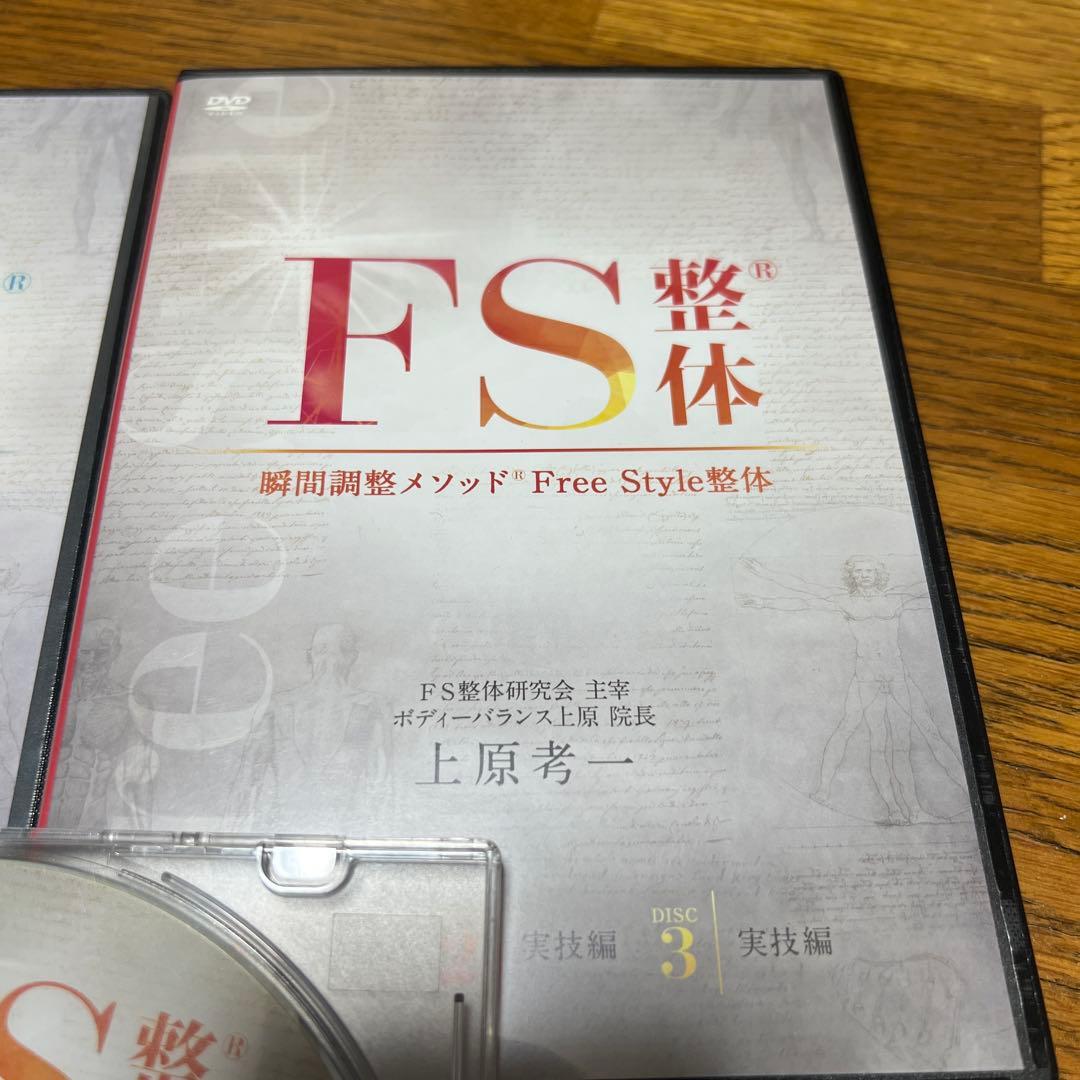 DVD
VIDEO
FS整体®
瞬間調整メソッド® Free Style整体
FS整体研究会 主宰
ボディーバランス上原 院長
上原考一
実技編
DISC
3
実技編
®
S整®